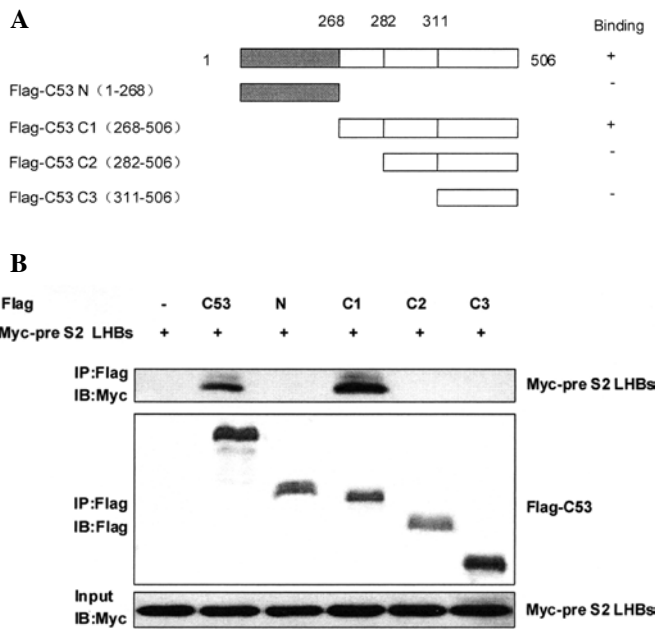 A
268 282 311
Binding
1 506 +
Flag-C53 N（1-268） -
Flag-C53 C1（268-506） +
Flag-C53 C2（282-506） -
Flag-C53 C3（311-506） -
B
Flag - C53 N C1 C2 C3
Myc-pre S2 LHBs + + + + + +
IP:Flag
IB:Myc
Myc-pre S2 LHBs
IP:Flag
IB:Flag
Flag-C53
Input
IB:Myc
Myc-pre S2 LHBs